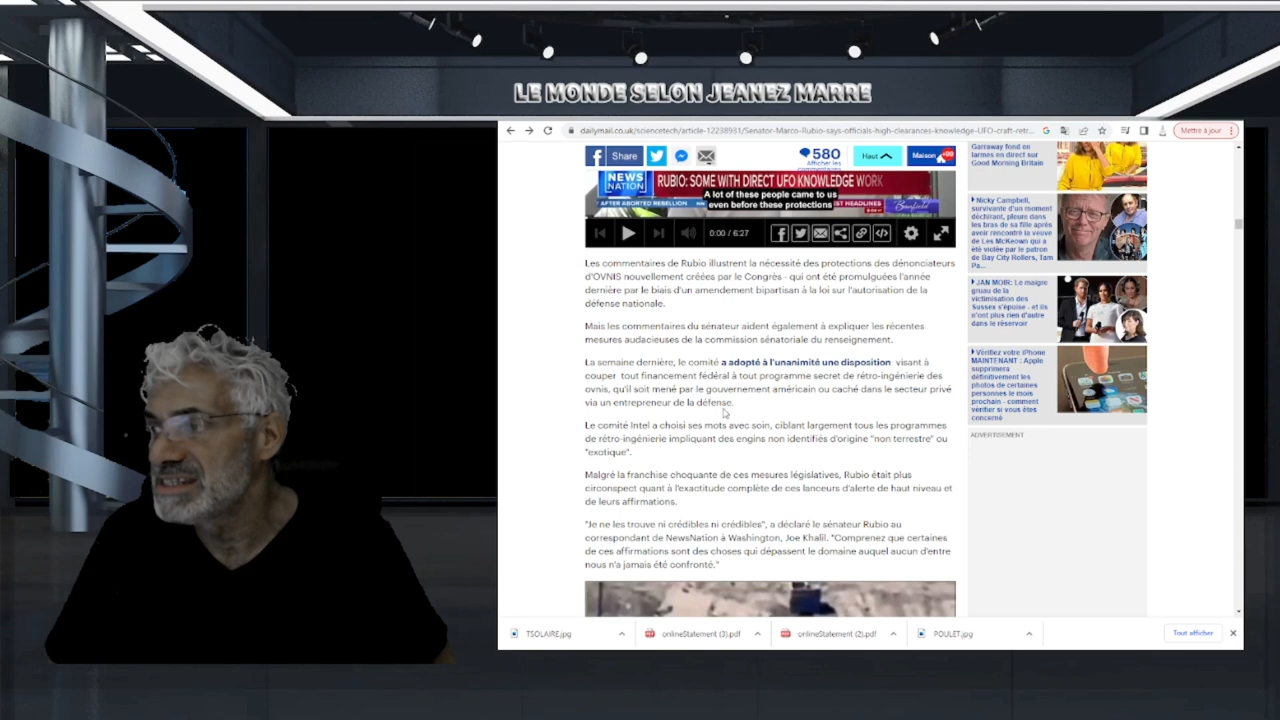 LE MONDE SELON JEANEZ MARRE
dailymail.co.uk/sciencetech/article-12238931/Senator-Marco-Rubio-says-officials-high-clearances-knowledge-UFO-craft-retr...
Mettre à jour
Share
580
Afficher les
commentaires
Haut
Maison
+99
NEWS
NATION
RUBIO: SOME WITH DIRECT UFO KNOWLEDGE WORK
A lot of these people came to us
even before these protections
AFTER ABORTED REBELLION
EST HEADLINES
Banfield
0:00 / 6:27
Les commentaires de Rubio illustrent la nécessité des protections des dénonciateurs
d'OVNIS nouvellement créées par le Congrès - qui ont été promulguées l'année
dernière par le biais d'un amendement bipartisan à la loi sur l'autorisation de la
défense nationale.
Mais les commentaires du sénateur aident également à expliquer les récentes
mesures audacieuses de la commission sénatoriale du renseignement.
La semaine dernière, le comité a adopté à l'unanimité une disposition visant à
couper tout financement fédéral à tout programme secret de rétro-ingénierie des
ovnis, qu'il soit mené par le gouvernement américain ou caché dans le secteur privé
via un entrepreneur de la défense.
Le comité Intel a choisi ses mots avec soin, ciblant largement tous les programmes
de rétro-ingénierie impliquant des engins non identifiés d'origine "non terrestre" ou
"exotique".
Malgré la franchise choquante de ces mesures législatives, Rubio était plus
circonspect quant à l'exactitude complète de ces lanceurs d'alerte de haut niveau et
de leurs affirmations.
"Je ne les trouve ni crédibles ni crédibles", a déclaré le sénateur Rubio au
correspondant de NewsNation à Washington, Joe Khalil. "Comprenez que certaines
de ces affirmations sont des choses qui dépassent le domaine auquel aucun d'entre
nous n'a jamais été confronté."
Garraway fond en
larmes en direct sur
Good Morning Britain
Nicky Campbell,
survivante d'un moment
déchirant, pleure dans
les bras de sa fille après
avoir rencontré la veuve
de Les McKeown qui a
été violée par le patron
de Bay City Rollers, Tam
Pa...
JAN MOIR: Le maigre
gruau de la
victimisation des
Sussex s'épuise - et ils
n'ont plus rien d'autre
dans le réservoir
Vérifiez votre iPhone
MAINTENANT : Apple
supprimera
définitivement les
photos de certaines
personnes le mois
prochain - comment
vérifier si vous êtes
concerné
ADVERTISEMENT
TSOLAIRE.jpg
onlineStatement (3).pdf
onlineStatement (2).pdf
POULET.jpg
Tout afficher